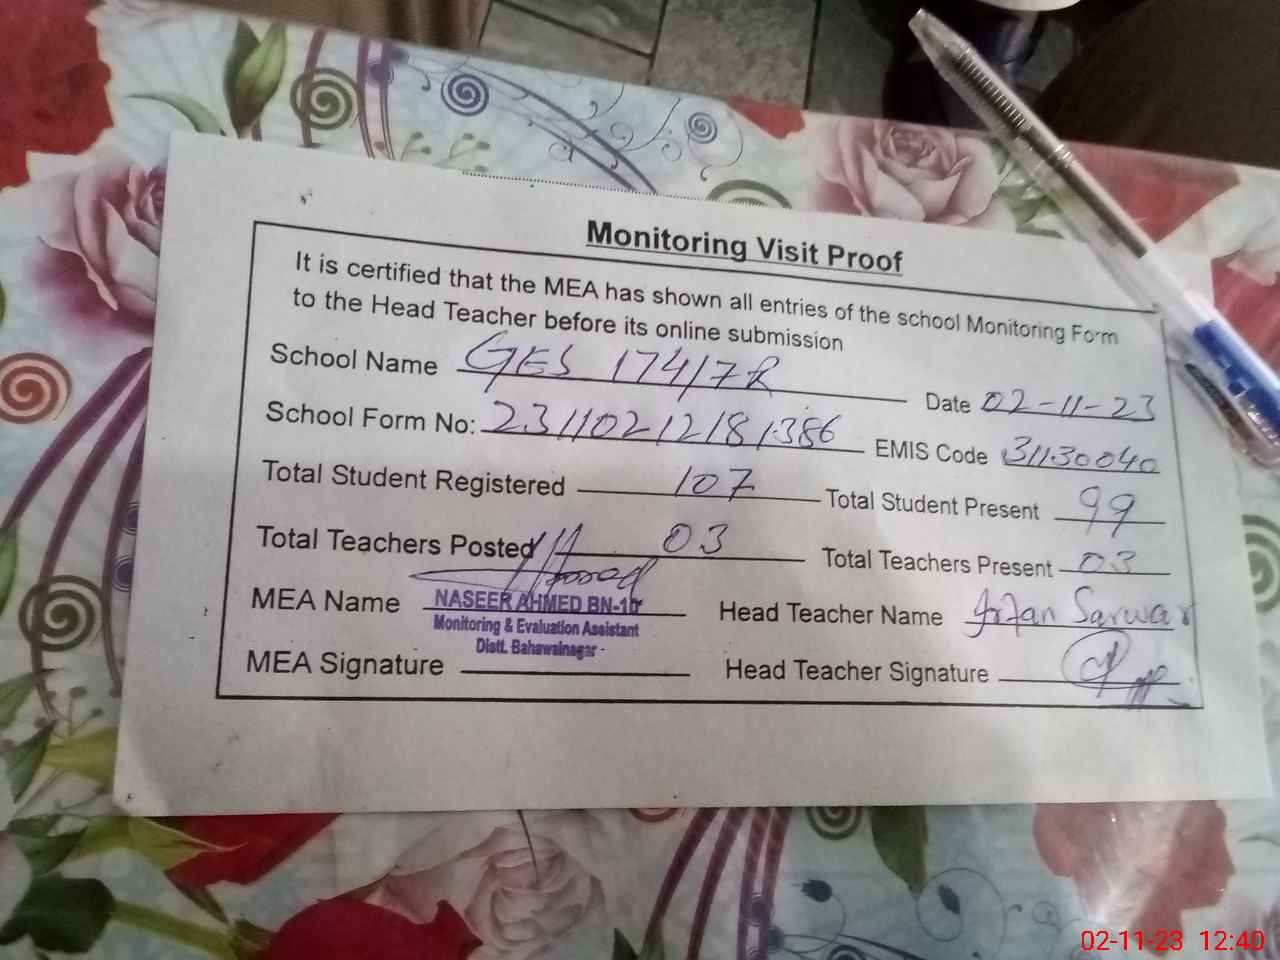 Monitoring Visit Proof
It is certified that the MEA has shown all entries of the school Monitoring Form
to the Head Teacher before its online submission
School Name GES 174/7R Date 02-11-23
School Form No: 23110212181386 EMIS Code 31130040
Total Student Registered 107 Total Student Present 99
Total Teachers Posted 03 Total Teachers Present 03
MEA Name NASEER AHMED BN-10 Head Teacher Name Irfan Sarwar
Monitoring & Evaluation Assistant
Distt. Bahawalnagar
MEA Signature Head Teacher Signature
02-11-23 12:40